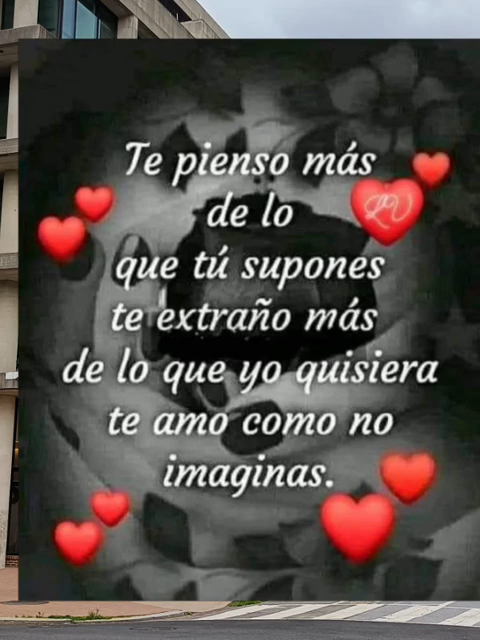 Te pienso más
de lo
que tú supones
te extraño más
de lo que yo quisiera
te amo como no
imaginas.